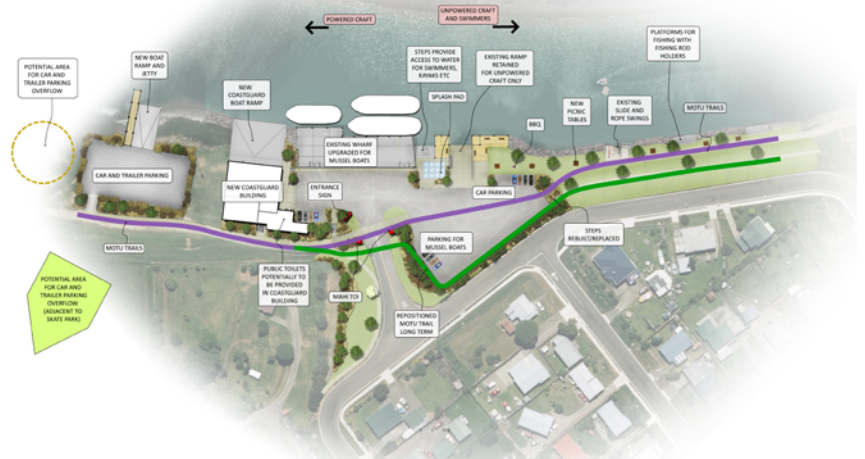 POWERED CRAFT
UNPOWERED CRAFT
AND SWIMMERS
POTENTIAL AREA
FOR CAR AND
TRAILER PARKING
OVERFLOW
NEW BOAT
RAMP AND
JETTY
NEW
COASTGUARD
BOAT RAMP
STEPS PROVIDE
ACCESS TO WATER
FOR SWIMMERS,
KAYAKS ETC
SPLASH PAD
EXISTING RAMP
RETAINED
FOR UNPOWERED
CRAFT ONLY
BBQ
NEW
PICNIC
TABLES
EXISTING
SLIDE AND
ROPE SWINGS
PLATFORMS FOR
FISHING WITH
FISHING ROD
HOLDERS
MOTU TRAILS
EXISTING WHARF
UPGRADED FOR
MUSSEL BOATS
CAR AND TRAILER PARKING
NEW COASTGUARD
BUILDING
ENTRANCE
SIGN
CAR PARKING
MOTU TRAILS
PARKING FOR
MUSSEL BOATS
STEPS
REBUILT/REPLACED
POTENTIAL AREA
FOR CAR AND
TRAILER PARKING
OVERFLOW
(ADJACENT TO
SKATE PARK)
PUBLIC TOILETS
POTENTIALLY TO
BE PROVIDED
IN COASTGUARD
BUILDING
MAHI TOI
REPOSITIONED
MOTU TRAIL
LONG TERM